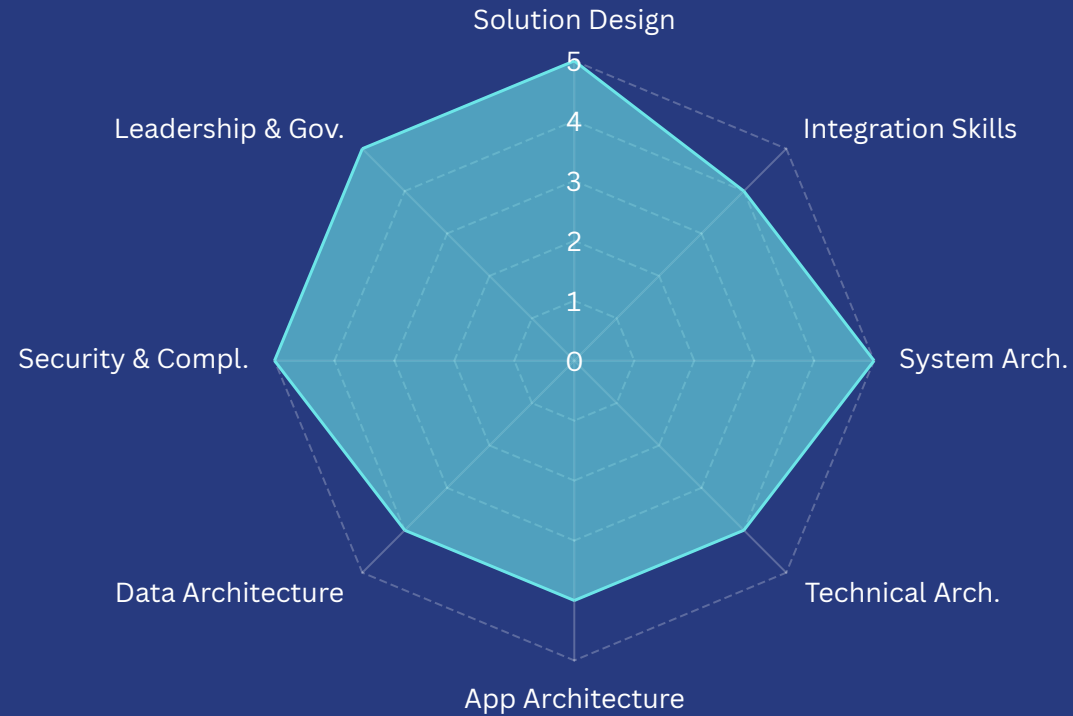 Solution Design
5
Leadership & Gov.
4
Integration Skills
3
2
1
Security & Compl.
0
System Arch.
Data Architecture
Technical Arch.
App Architecture